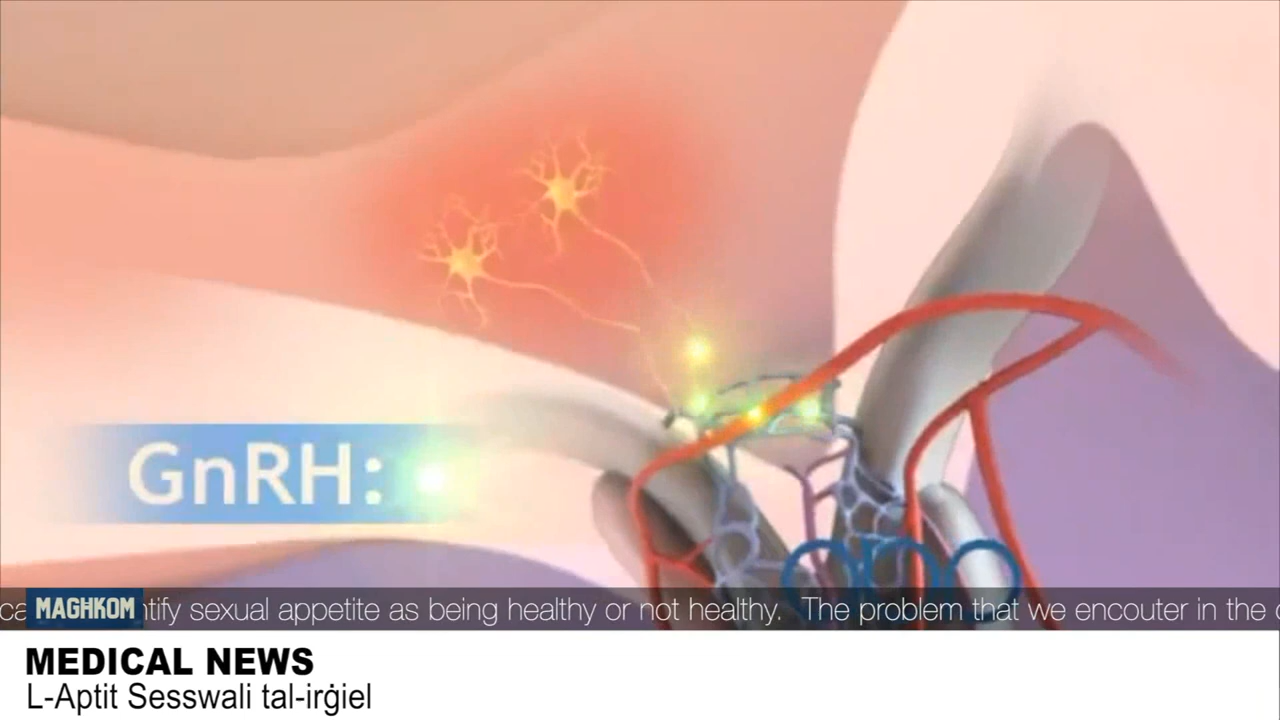 GnRH:
MAGHKOM
sexual appetite as being healthy or not healthy. The problem that we encouter in the
MEDICAL NEWS
L-Aptit Sesswali tal-irġiel